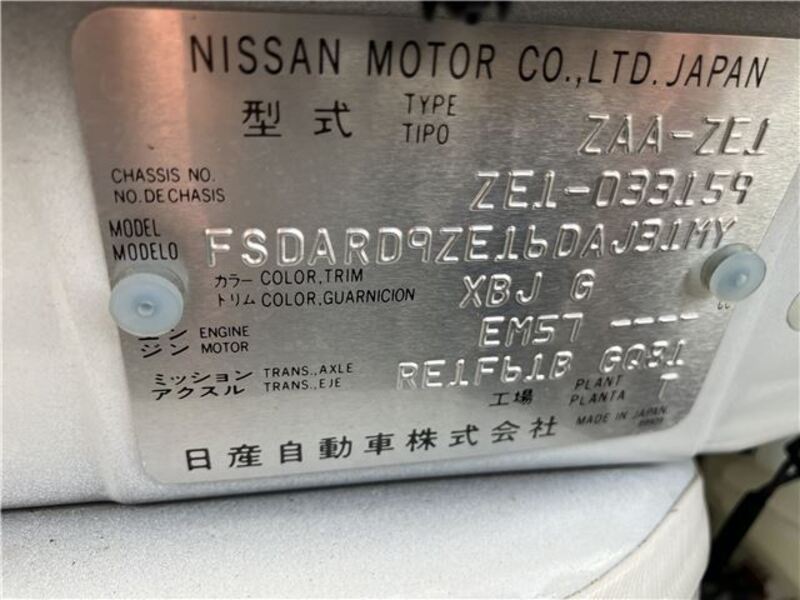 NISSAN MOTOR CO.,LTD. JAPAN
型式 TYPE TIPO ZAA-ZE1
CHASSIS NO.
NO. DE CHASIS ZE1-033159
MODEL
MODELO FSDARD9ZE16DAJ31MY
カラー COLOR, TRIM
トリム COLOR, GUARNICION XBJ G
ン ENGINE
ジン MOTOR EM57 ----
ミッション TRANS., AXLE
アクスル TRANS., EJE RE1F61B GQ31
工場 PLANT
PLANTA T
MADE IN JAPAN
日産自動車株式会社